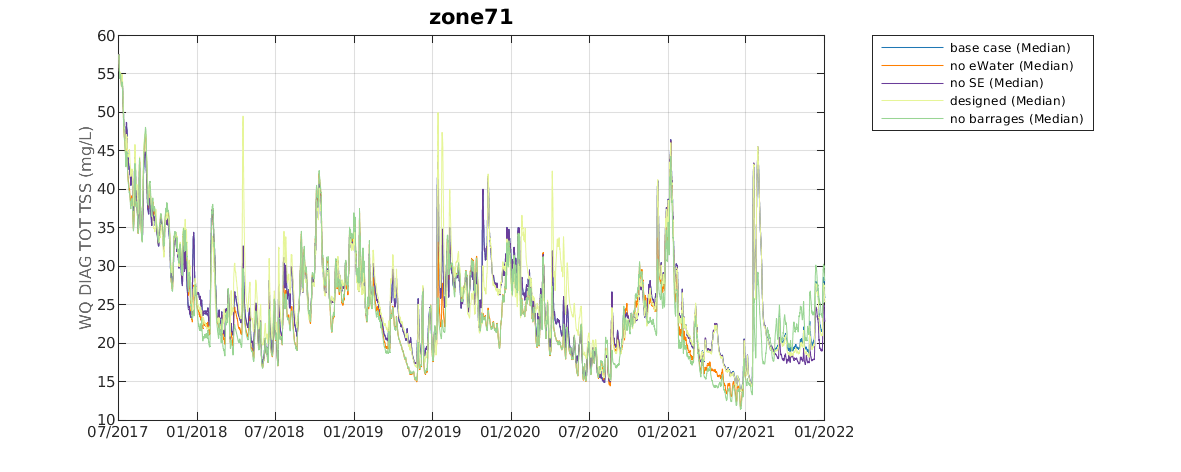 zone71
WQ DIAG TOT TSS (mg/L)
60
55
50
45
40
35
30
25
20
15
10
07/2017 01/2018 07/2018 01/2019 07/2019 01/2020 07/2020 01/2021 07/2021 01/2022
base case (Median)
no eWater (Median)
no SE (Median)
designed (Median)
no barrages (Median)